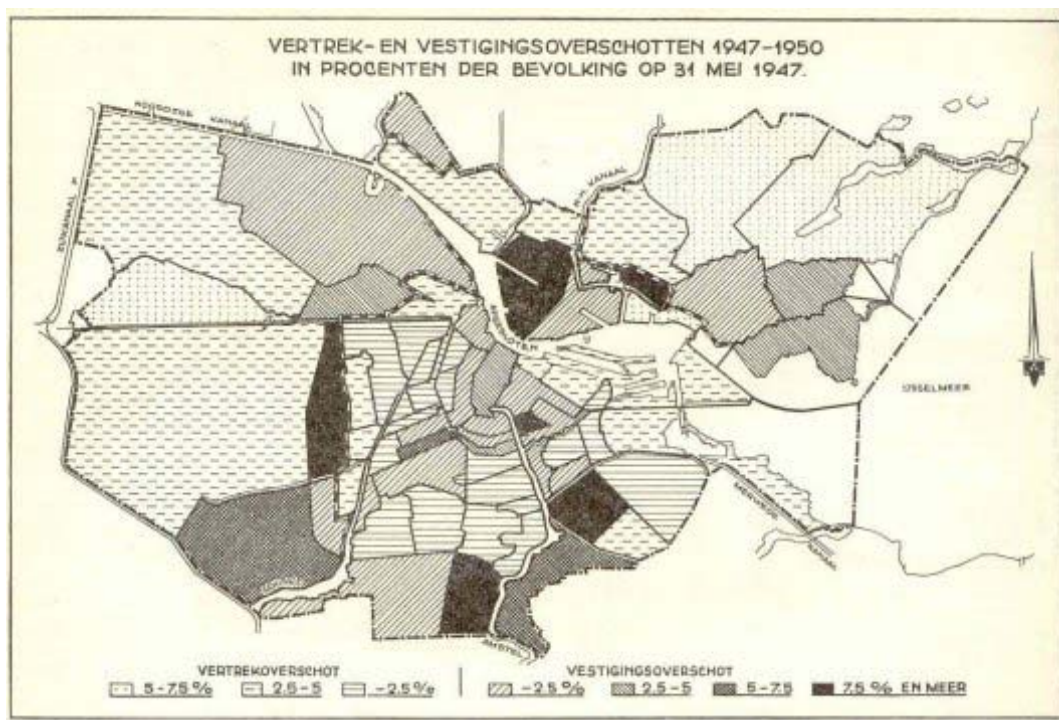 VERTREK- EN VESTIGINGSOVERSCHOTTEN 1947-1950
IN PROCENTEN DER BEVOLKING OP 31 MEI 1947.
NOORDZEE KANAAL
KANAAL
IJSSELMEER
MERWEDE
KANAAL
AMSTEL
VERTREKOVERSCHOT
5-7.5% 2.5-5 -2.5%
VESTIGINGSOVERSCHOT
-2.5% 2.5-5 5-7.5 7.5% EN MEER